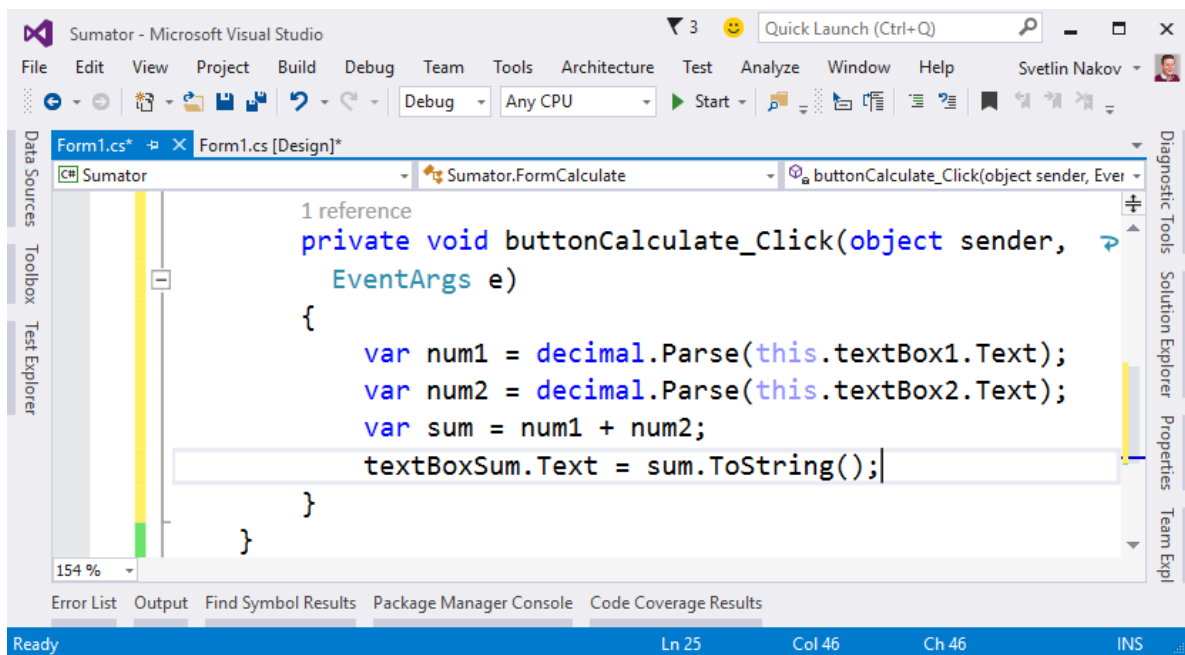 Sumator - Microsoft Visual Studio
3
Quick Launch (Ctrl+Q)
File Edit View Project Build Debug Team Tools Architecture Test Analyze Window Help Svetlin Nakov
Debug Any CPU Start
Form1.cs* Form1.cs [Design]*
C# Sumator Sumator.FormCalculate buttonCalculate_Click(object sender, Ever
1 reference
private void buttonCalculate_Click(object sender,
EventArgs e)
{
var num1 = decimal.Parse(this.textBox1.Text);
var num2 = decimal.Parse(this.textBox2.Text);
var sum = num1 + num2;
textBoxSum.Text = sum.ToString();
}
}
154 %
Data Sources
Toolbox
Test Explorer
Diagnostic Tools
Solution Explorer
Properties
Team Expl
Error List Output Find Symbol Results Package Manager Console Code Coverage Results
Ready Ln 25 Col 46 Ch 46 INS